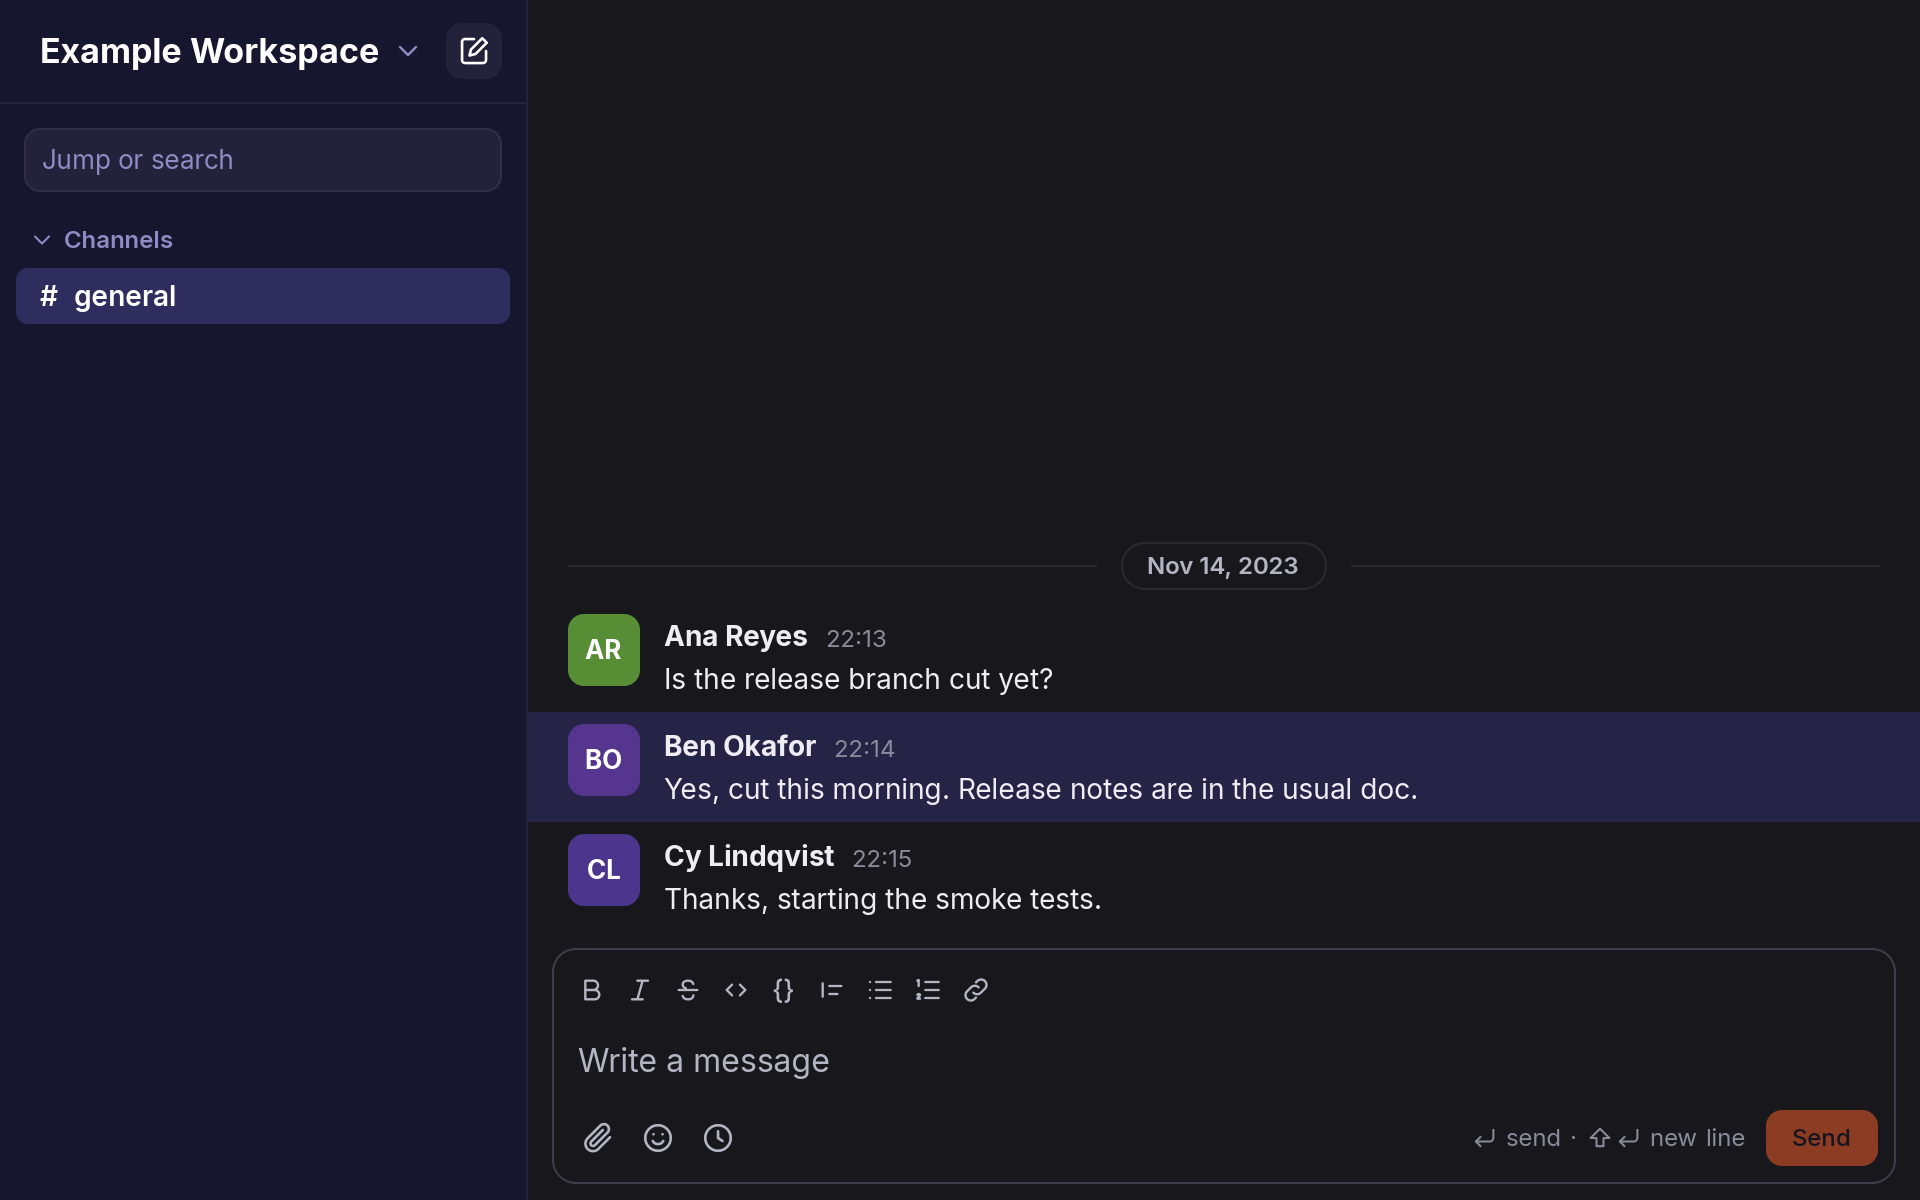 Example Workspace
Jump or search
Channels
# general
Nov 14, 2023
AR
Ana Reyes 22:13
Is the release branch cut yet?
BO
Ben Okafor 22:14
Yes, cut this morning. Release notes are in the usual doc.
CL
Cy Lindqvist 22:15
Thanks, starting the smoke tests.
Write a message
send · new line
Send